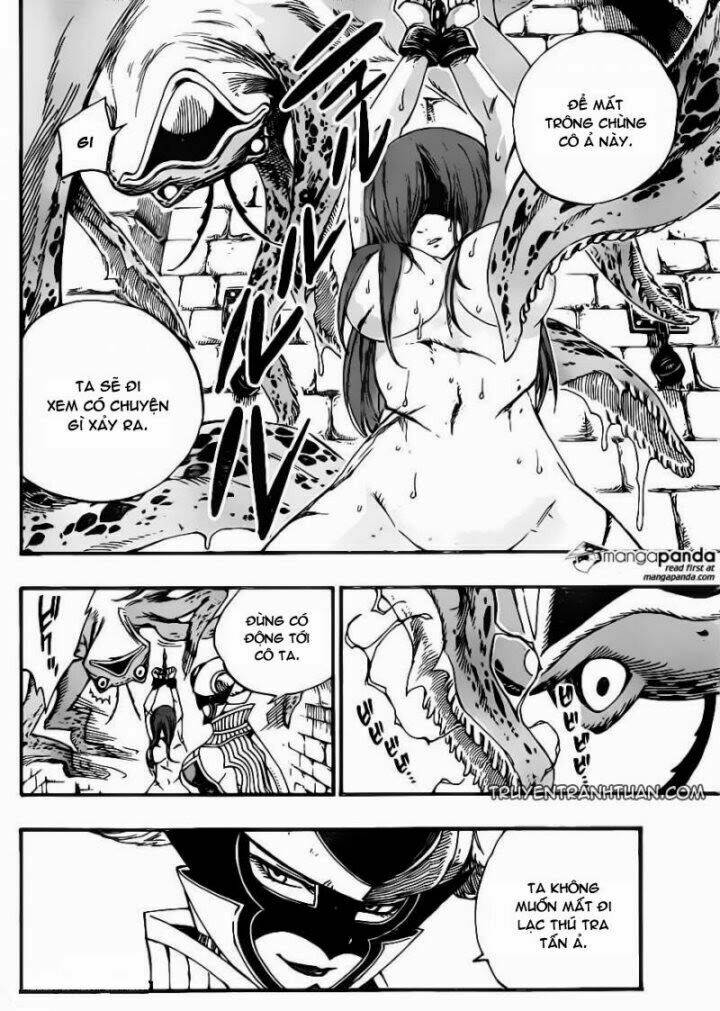 ĐỂ MẮT
TRÔNG CHỪNG
CÔ Ả NÀY.
GI
TA SẼ ĐI
XEM CÓ CHUYỆN
GÌ XẢY RA.
mangapanda
read first at
mangapanda.com
ĐỪNG CÓ
ĐỘNG TỚI
CÔ TA.
TRUYENTRANHTUAN.COM
TA KHÔNG
MUỐN MẤT ĐI
LẠC THÚ TRA
TẤN Ả.